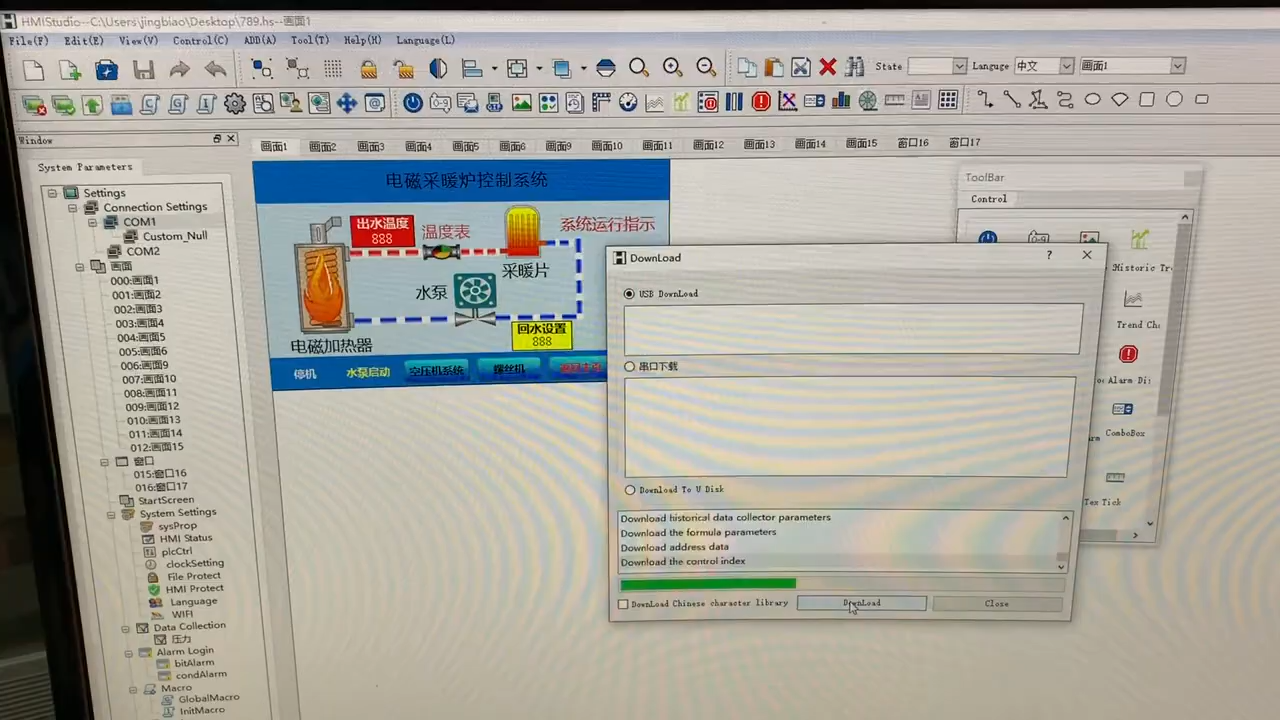 HMIStudio--C:\Users\jingbiao\Desktop\789.hs--画面1
File(F) Edit(E) View(V) Control(C) ADD(A) Tool(T) Help(H) Language(L)
State Languge 中文 画面1
Window
画面1 画面2 画面3 画面4 画面5 画面6 画面9 画面10 画面11 画面12 画面13 画面14 画面15 窗口16 窗口17
System Parameters
Settings
Connection Settings
COM1
Custom_Null
COM2
画面
000:画面1
001:画面2
002:画面3
003:画面4
004:画面5
005:画面6
006:画面9
007:画面10
008:画面11
009:画面12
010:画面13
011:画面14
012:画面15
窗口
015:窗口16
016:窗口17
StartScreen
System Settings
sysProp
HMI Status
plcCtrl
clockSetting
File Protect
HMI Protect
Language
WIFI
Data Collection
压力
Alarm Login
bitAlarm
condAlarm
Macro
GlobalMacro
InitMacro
电磁采暖炉控制系统
出水温度
888
温度表
系统运行指示
采暖片
水泵
回水设置
888
电磁加热器
停机 水泵启动 空压机系统 螺丝机
ToolBar
Control
Historic Tr
Trend Ch
Alarm Di
ComboBox
Tex Tick
DownLoad
?
USB DownLoad
串口下载
Download To U Disk
Download historical data collector parameters
Download the formula parameters
Download address data
Download the control index
DownLoad Chinese character library DownLoad Close